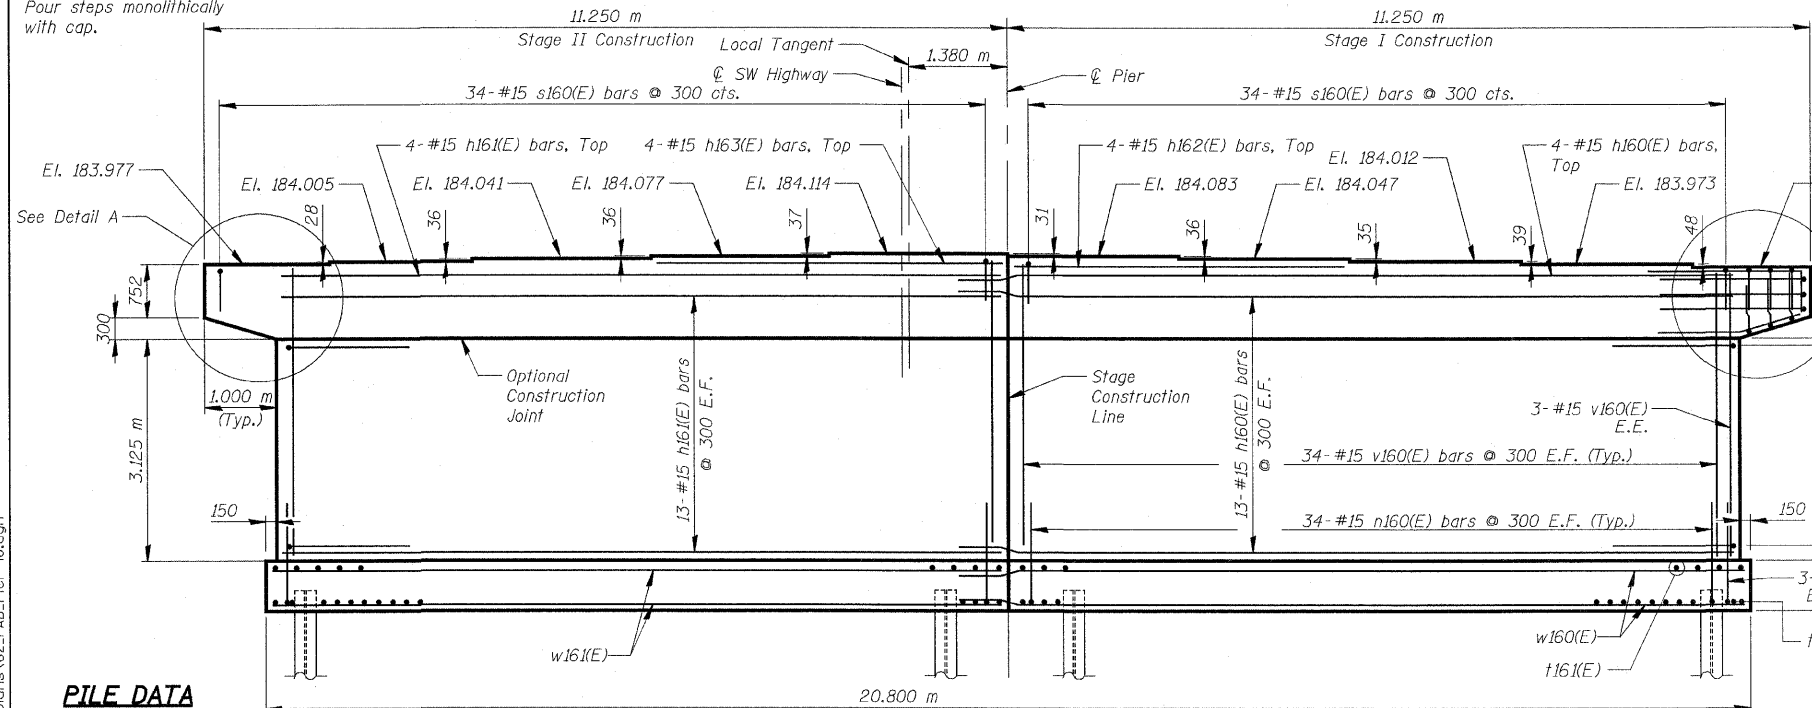 Pour steps monolithically
with cap.
11.250 m
11.250 m
Stage II Construction
Local Tangent
1.380 m
Stage I Construction
℄ SW Highway
℄ Pier
34-#15 s160(E) bars @ 300 cts.
34-#15 s160(E) bars @ 300 cts.
4-#15 h161(E) bars, Top
4-#15 h163(E) bars, Top
4-#15 h162(E) bars, Top
El. 184.012
4-#15 h160(E) bars,
Top
El. 183.977
El. 184.005
El. 184.041
El. 184.077
El. 184.114
El. 184.083
El. 184.047
El. 183.973
See Detail A
28
36
36
37
31
36
35
39
48
752
300
1.000 m
(Typ.)
3.125 m
Optional
Construction
Joint
13-#15 h161(E) bars
@ 300 E.F.
Stage
Construction
Line
13-#15 h160(E) bars
@ 300 E.F.
3-#15 v160(E)
E.E.
34-#15 v160(E) bars @ 300 E.F. (Typ.)
150
34-#15 n160(E) bars @ 300 E.F. (Typ.)
150
3-
w161(E)
w160(E)
t161(E)
PILE DATA
20.800 m